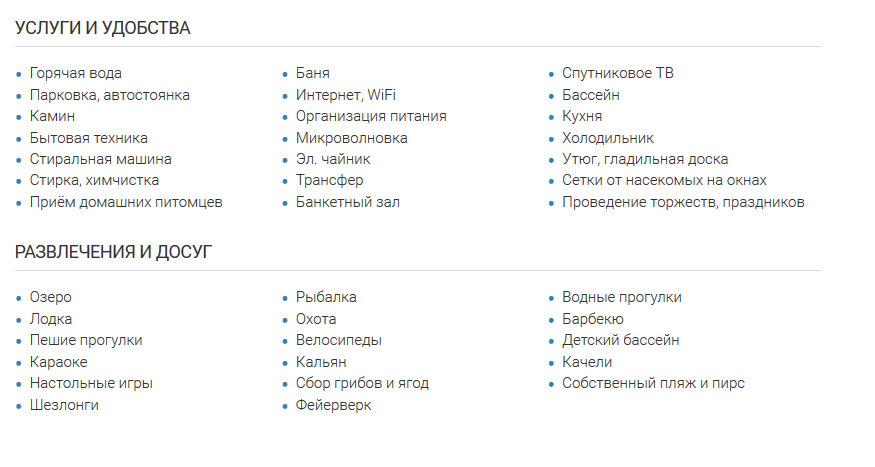 УСЛУГИ И УДОБСТВА
Горячая вода
Баня
Спутниковое ТВ
Парковка, автостоянка
Интернет, WiFi
Бассейн
Камин
Организация питания
Кухня
Бытовая техника
Микроволновка
Холодильник
Стиральная машина
Эл. чайник
Утюг, гладильная доска
Стирка, химчистка
Трансфер
Сетки от насекомых на окнах
Приём домашних питомцев
Банкетный зал
Проведение торжеств, праздников
РАЗВЛЕЧЕНИЯ И ДОСУГ
Озеро
Рыбалка
Водные прогулки
Лодка
Охота
Барбекю
Пешие прогулки
Велосипеды
Детский бассейн
Караоке
Кальян
Качели
Настольные игры
Сбор грибов и ягод
Собственный пляж и пирс
Шезлонги
Фейерверк